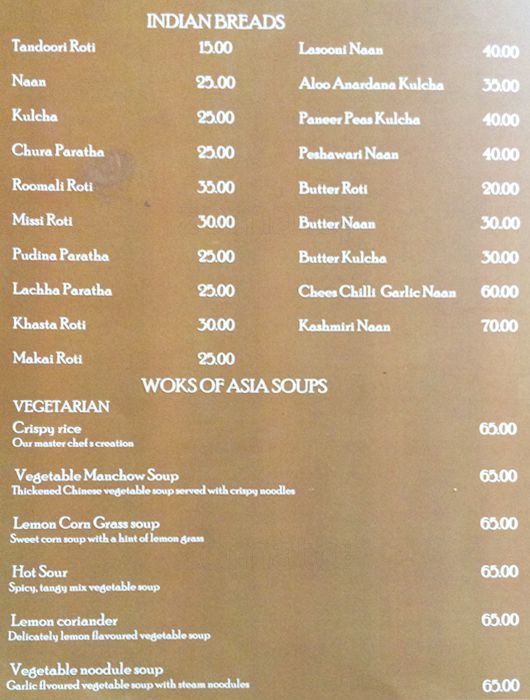 INDIAN BREADS
Tandoori Roti 15.00 Lasooni Naan 40.00
Naan 25.00 Aloo Anardana Kulcha 35.00
Kulcha 25.00 Paneer Peas Kulcha 40.00
Chura Paratha 25.00 Peshawari Naan 40.00
Roomali Roti 35.00 Butter Roti 20.00
Missi Roti 30.00 Butter Naan 30.00
Pudina Paratha 25.00 Butter Kulcha 30.00
Lachha Paratha 25.00 Chees Chilli Garlic Naan 60.00
Khasta Roti 30.00 Kashmiri Naan 70.00
Makai Roti 25.00
WOKS OF ASIA SOUPS
VEGETARIAN
Crispy rice 65.00
Our master chef s creation
Vegetable Manchow Soup 65.00
Thickened Chinese vegetable soup served with crispy noodles
Lemon Corn Grass soup 65.00
Sweet corn soup with a hint of lemon grass
Hot Sour 65.00
Spicy, tangy mix vegetable soup
Lemon coriander 65.00
Delicately lemon flavoured vegetable soup
Vegetable noodule soup
Garlic flvoured vegetable soup with steam noodules 65.00